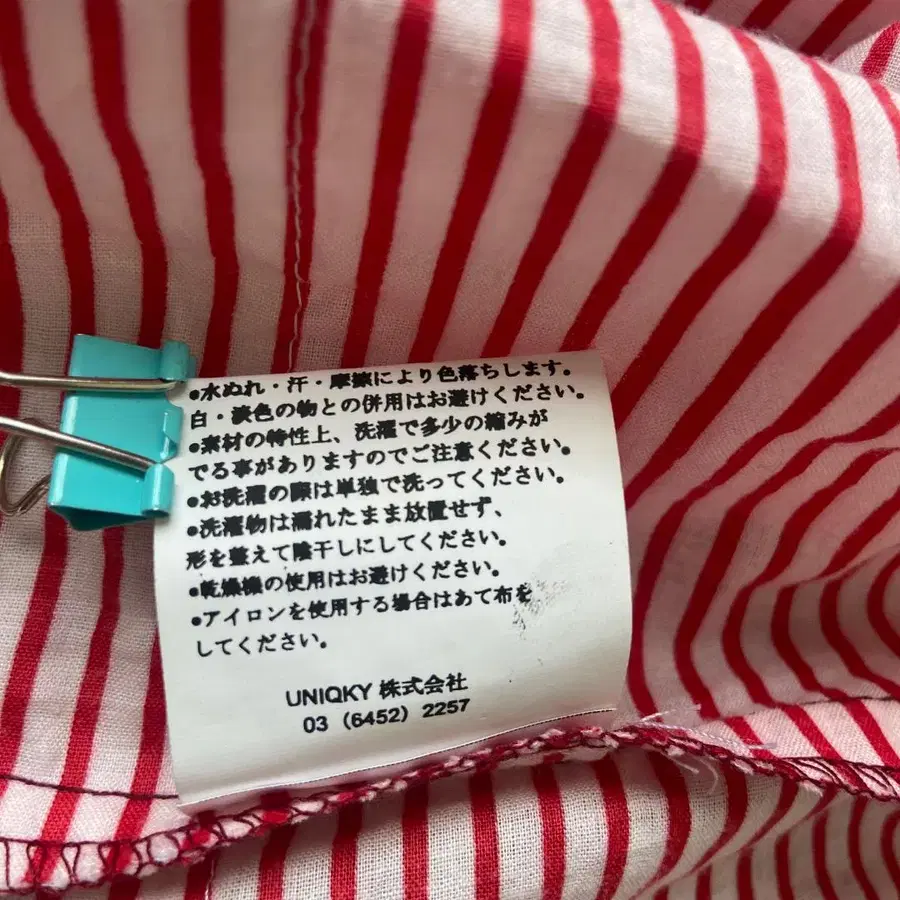 ●水ぬれ・汗・摩擦により色落ちします。
白・淡色の物との併用はお避けください。
●素材の特性上、洗濯で多少の縮みが
でる事がありますのでご注意ください。
●お洗濯の際は単独で洗ってください。
●洗濯物は濡れたまま放置せず、
形を整えて陰干しにしてください。
●乾燥機の使用はお避けください。
●アイロンを使用する場合はあて布を
してください。
UNIQKY 株式会社
03 (6452) 2257